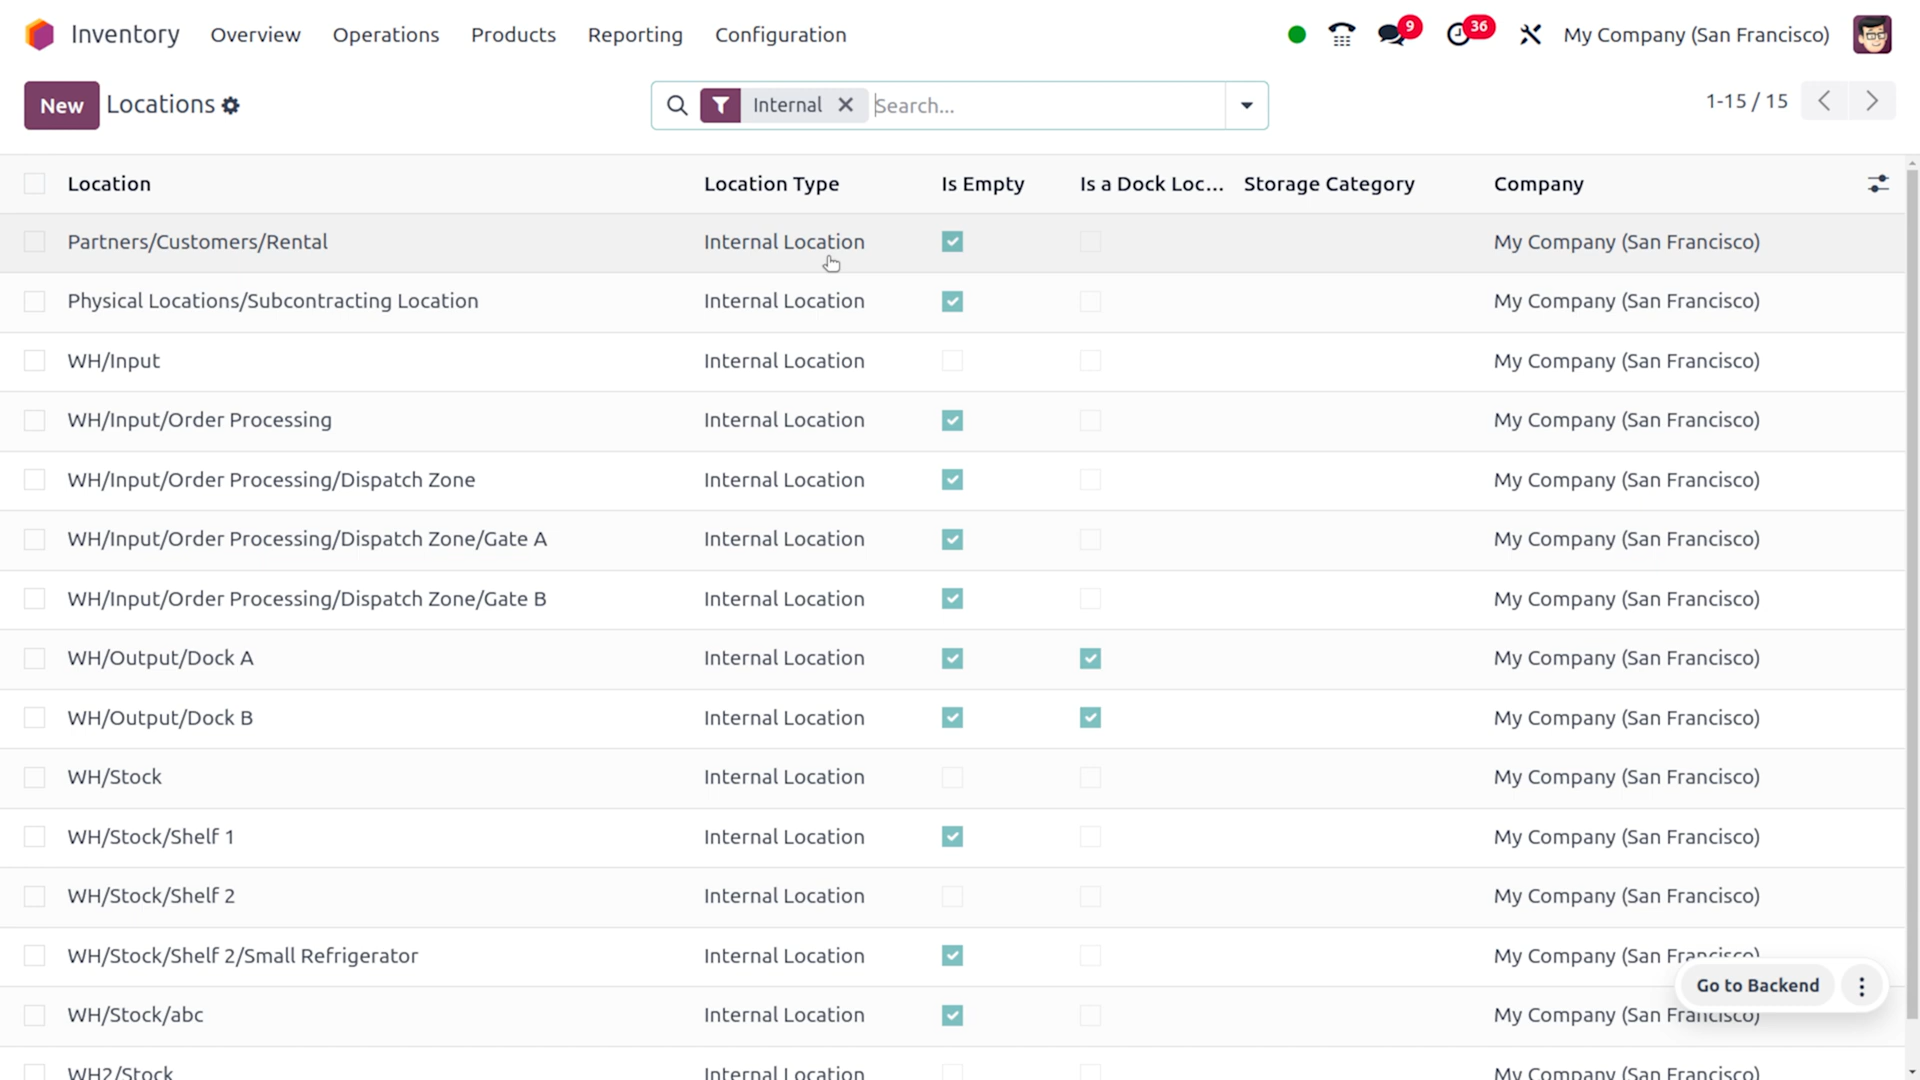 Inventory Overview Operations Products Reporting Configuration 9 36 My Company (San Francisco)
New Locations Internal Search... 1-15 / 15
Location Location Type Is Empty Is a Dock Loc... Storage Category Company
Partners/Customers/Rental Internal Location My Company (San Francisco)
Physical Locations/Subcontracting Location Internal Location My Company (San Francisco)
WH/Input Internal Location My Company (San Francisco)
WH/Input/Order Processing Internal Location My Company (San Francisco)
WH/Input/Order Processing/Dispatch Zone Internal Location My Company (San Francisco)
WH/Input/Order Processing/Dispatch Zone/Gate A Internal Location My Company (San Francisco)
WH/Input/Order Processing/Dispatch Zone/Gate B Internal Location My Company (San Francisco)
WH/Output/Dock A Internal Location My Company (San Francisco)
WH/Output/Dock B Internal Location My Company (San Francisco)
WH/Stock Internal Location My Company (San Francisco)
WH/Stock/Shelf 1 Internal Location My Company (San Francisco)
WH/Stock/Shelf 2 Internal Location My Company (San Francisco)
WH/Stock/Shelf 2/Small Refrigerator Internal Location My Company (San Francisco)
Go to Backend
WH/Stock/abc Internal Location My Company (San Francisco)
WH2/Stock Internal Location My Company (San Francisco)